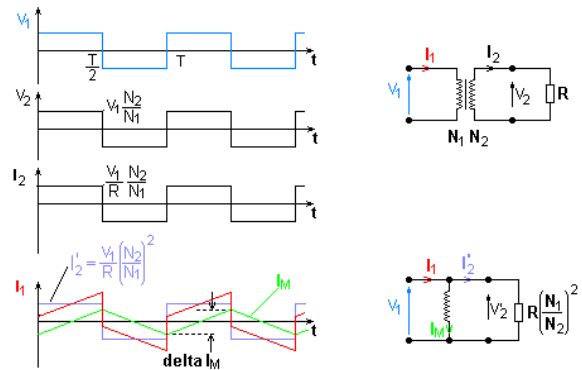 V1
T/2
T
t
V2
V1 N2/N1
t
I2
V1/R N2/N1
t
I1
I'2 = V1/R (N2/N1)^2
IM
t
delta IM
I1
I2
V1
V2
R
N1 N2
I1
I'2
V1
IM
V'2
R(N1/N2)^2